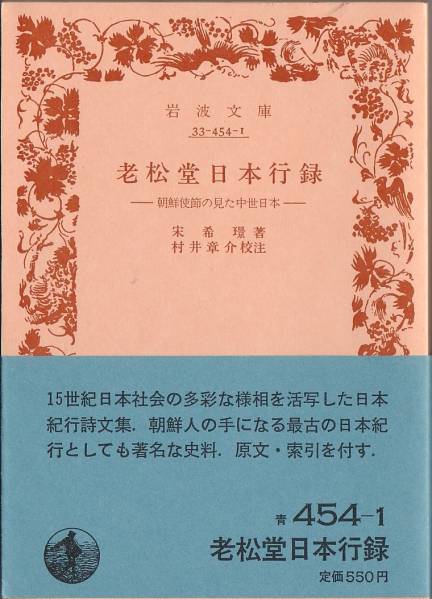 岩波文庫
33-454-1
老松堂日本行録
―朝鮮使節の見た中世日本―
宋希璟著
村井章介校注
15世紀日本社会の多彩な様相を活写した日本
紀行詩文集．朝鮮人の手になる最古の日本紀
行としても著名な史料．原文・索引を付す．
青 454-1
老松堂日本行録
定価550円